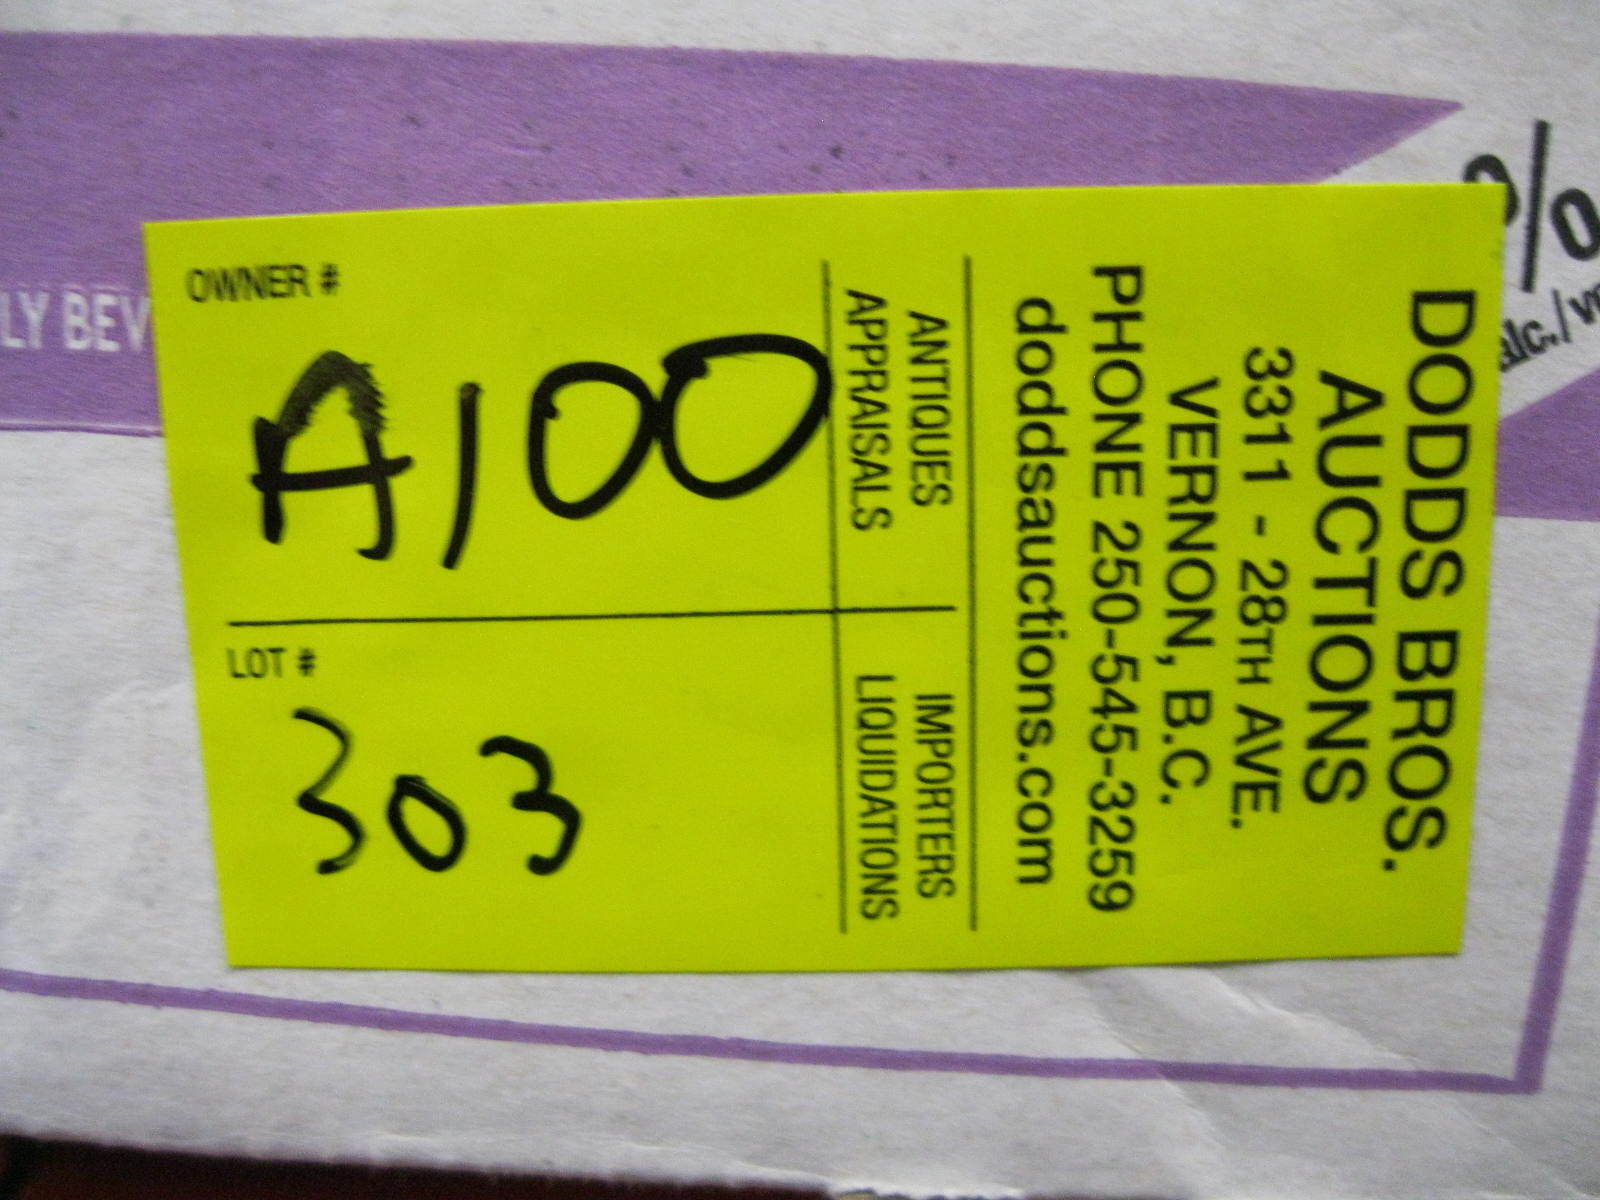 DODDS BROS.
AUCTIONS
3311 - 28TH AVE.
VERNON, B.C.
PHONE 250-545-3259
doddsauctions.com
ANTIQUES
APPRAISALS
IMPORTERS
LIQUIDATIONS
OWNER #
A100
LOT #
303
LY BEV
%
alc./v